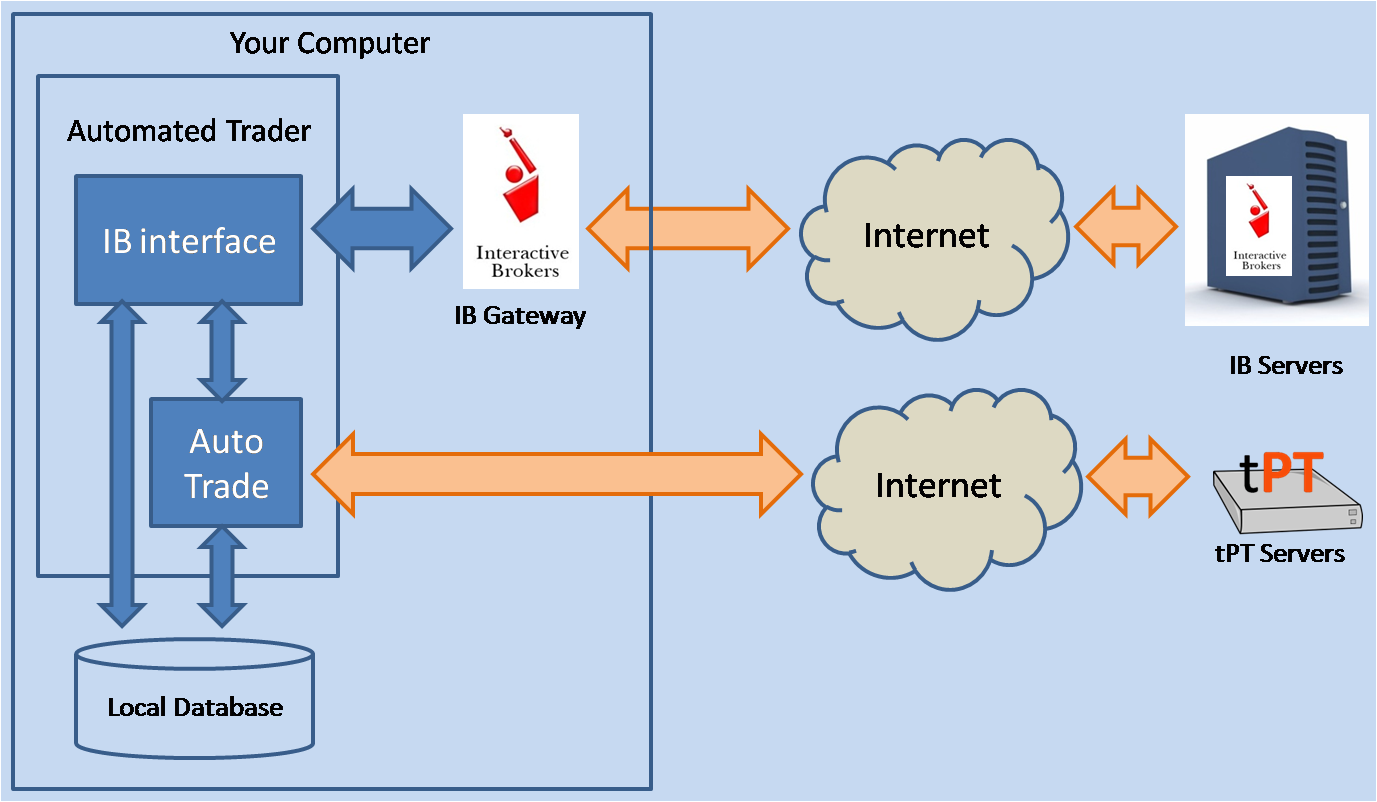 Your Computer
Automated Trader
IB interface
Interactive
Brokers
IB Gateway
Internet
Interactive
Brokers
IB Servers
Auto
Trade
Internet
tPT
tPT Servers
Local Database